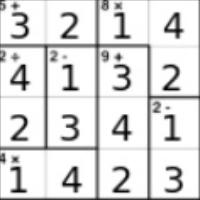 5+ 8×
3 2 1 4
2÷ 2- 9+
4 1 3 2
2-
2 3 4 1
4×
1 4 2 3